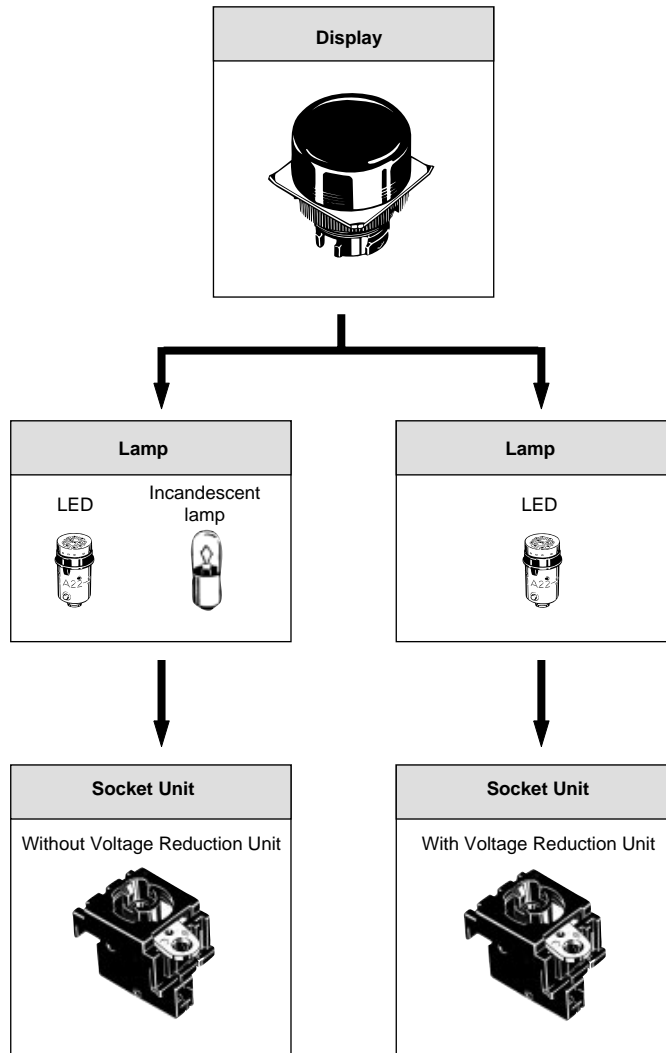 Display
Lamp
LED
Incandescent
lamp
A22
Lamp
LED
A22
Socket Unit
Without Voltage Reduction Unit
Socket Unit
With Voltage Reduction Unit